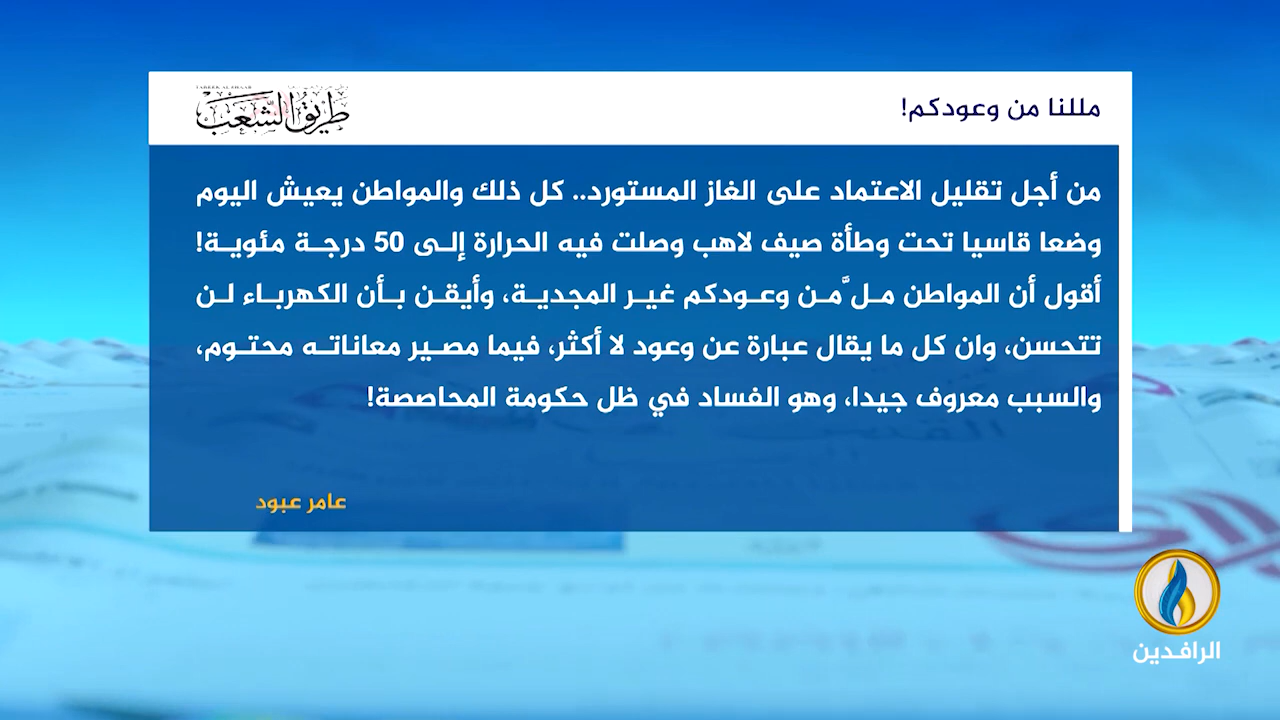 مللنا من وعودكم!
طريق الشعب
من أجل تقليل الاعتماد على الغاز المستورد.. كل ذلك والمواطن يعيش اليوم
وضعا قاسيا تحت وطأة صيف لاهب وصلت فيه الحرارة إلى 50 درجة مئوية!
أقول أن المواطن ملَّ من وعودكم غير المجدية، وأيقن بأن الكهرباء لن
تتحسن، وان كل ما يقال عبارة عن وعود لا أكثر، فيما مصير معاناته محتوم،
والسبب معروف جيدا، وهو الفساد في ظل حكومة المحاصصة!
عامر عبود
الرافدين